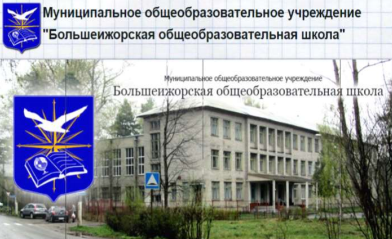 Муниципальное общеобразовательное учреждение
"Большеижорская общеобразовательная школа"
Муниципальное общеобразовательное учреждение
Большеижорская общеобразовательная школа